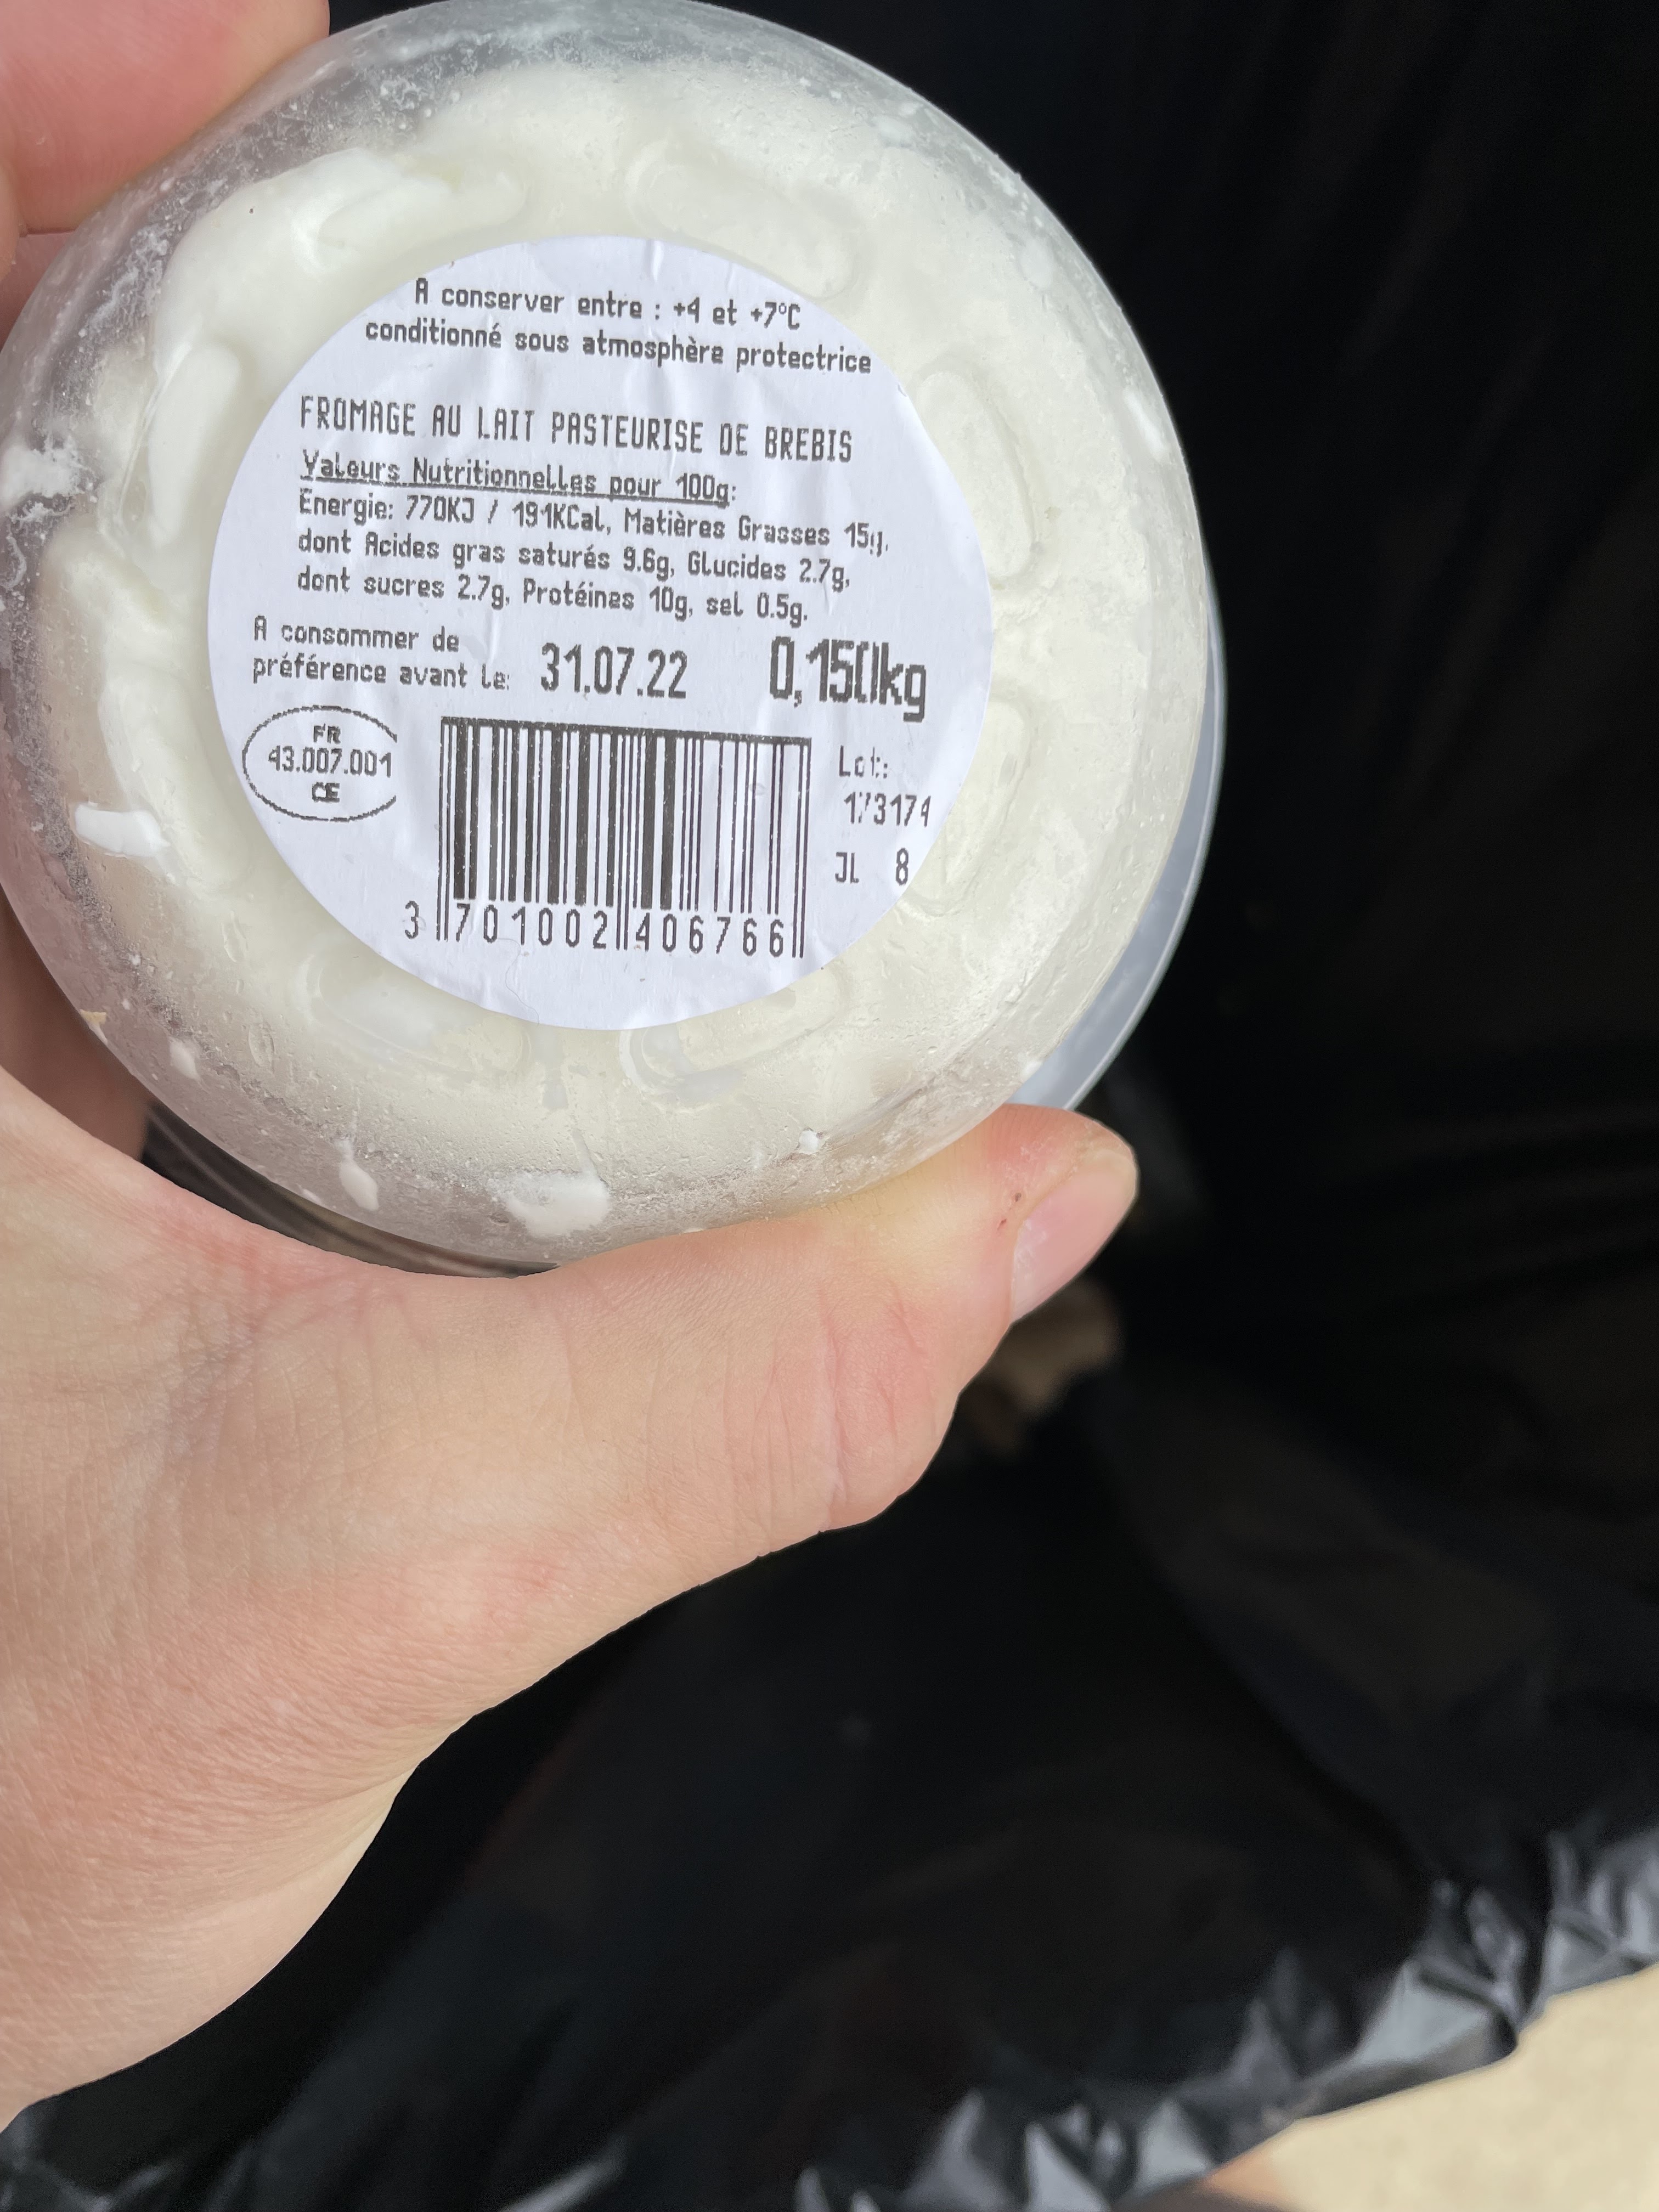 A conserver entre : +4 et +7°C
conditionné sous atmosphère protectrice
FROMAGE AU LAIT PASTEURISE DE BREBIS
Valeurs Nutritionnelles pour 100g:
Energie: 770KJ / 191KCal, Matières Grasses 15g,
dont Acides gras saturés 9.6g, Glucides 2.7g,
dont sucres 2.7g, Protéines 10g, sel 0.5g.
A consommer de
préférence avant le: 31.07.22 0,150kg
FR
43.007.001
CE
Lot:
173174
JL 8
3 701002 406766